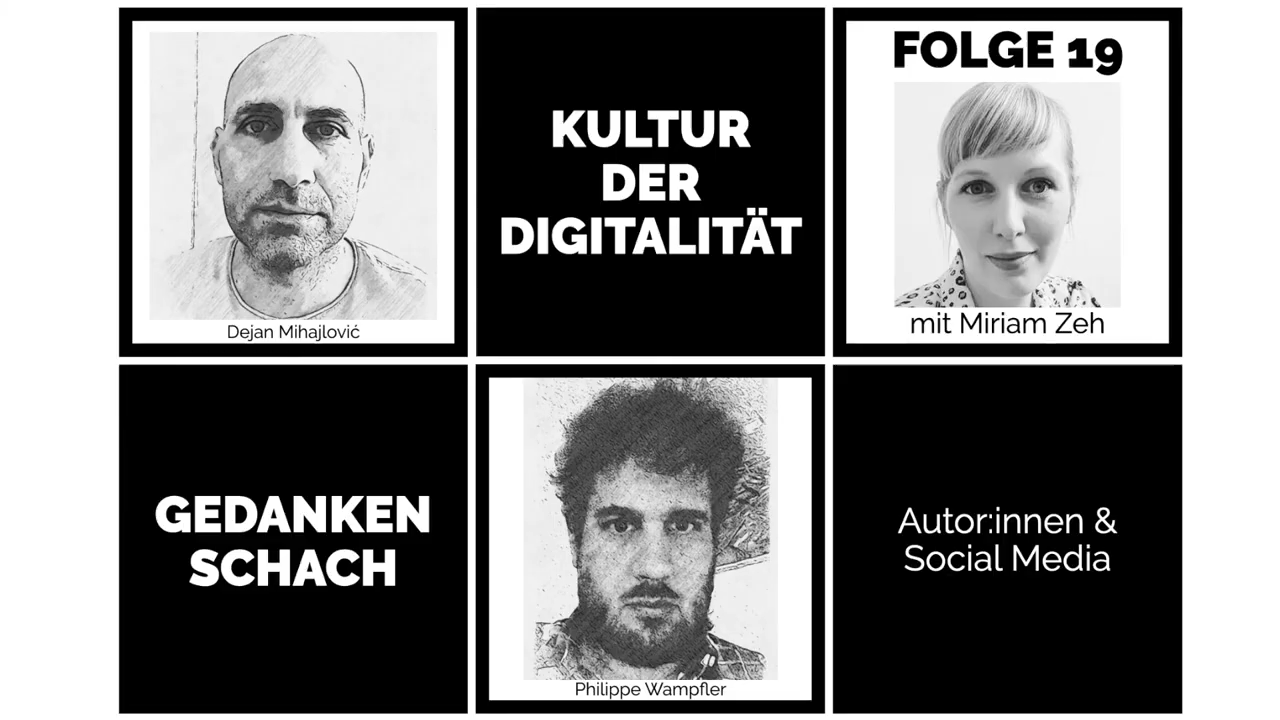 Dejan Mihajlović
KULTUR
DER
DIGITALITÄT
FOLGE 19
mit Miriam Zeh
GEDANKEN
SCHACH
Philippe Wampfler
Autor:innen &
Social Media